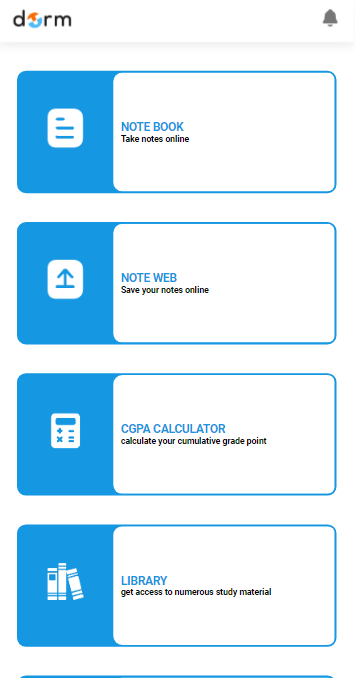 dorm
NOTE BOOK
Take notes online
NOTE WEB
Save your notes online
CGPA CALCULATOR
calculate your cumulative grade point
LIBRARY
get access to numerous study material